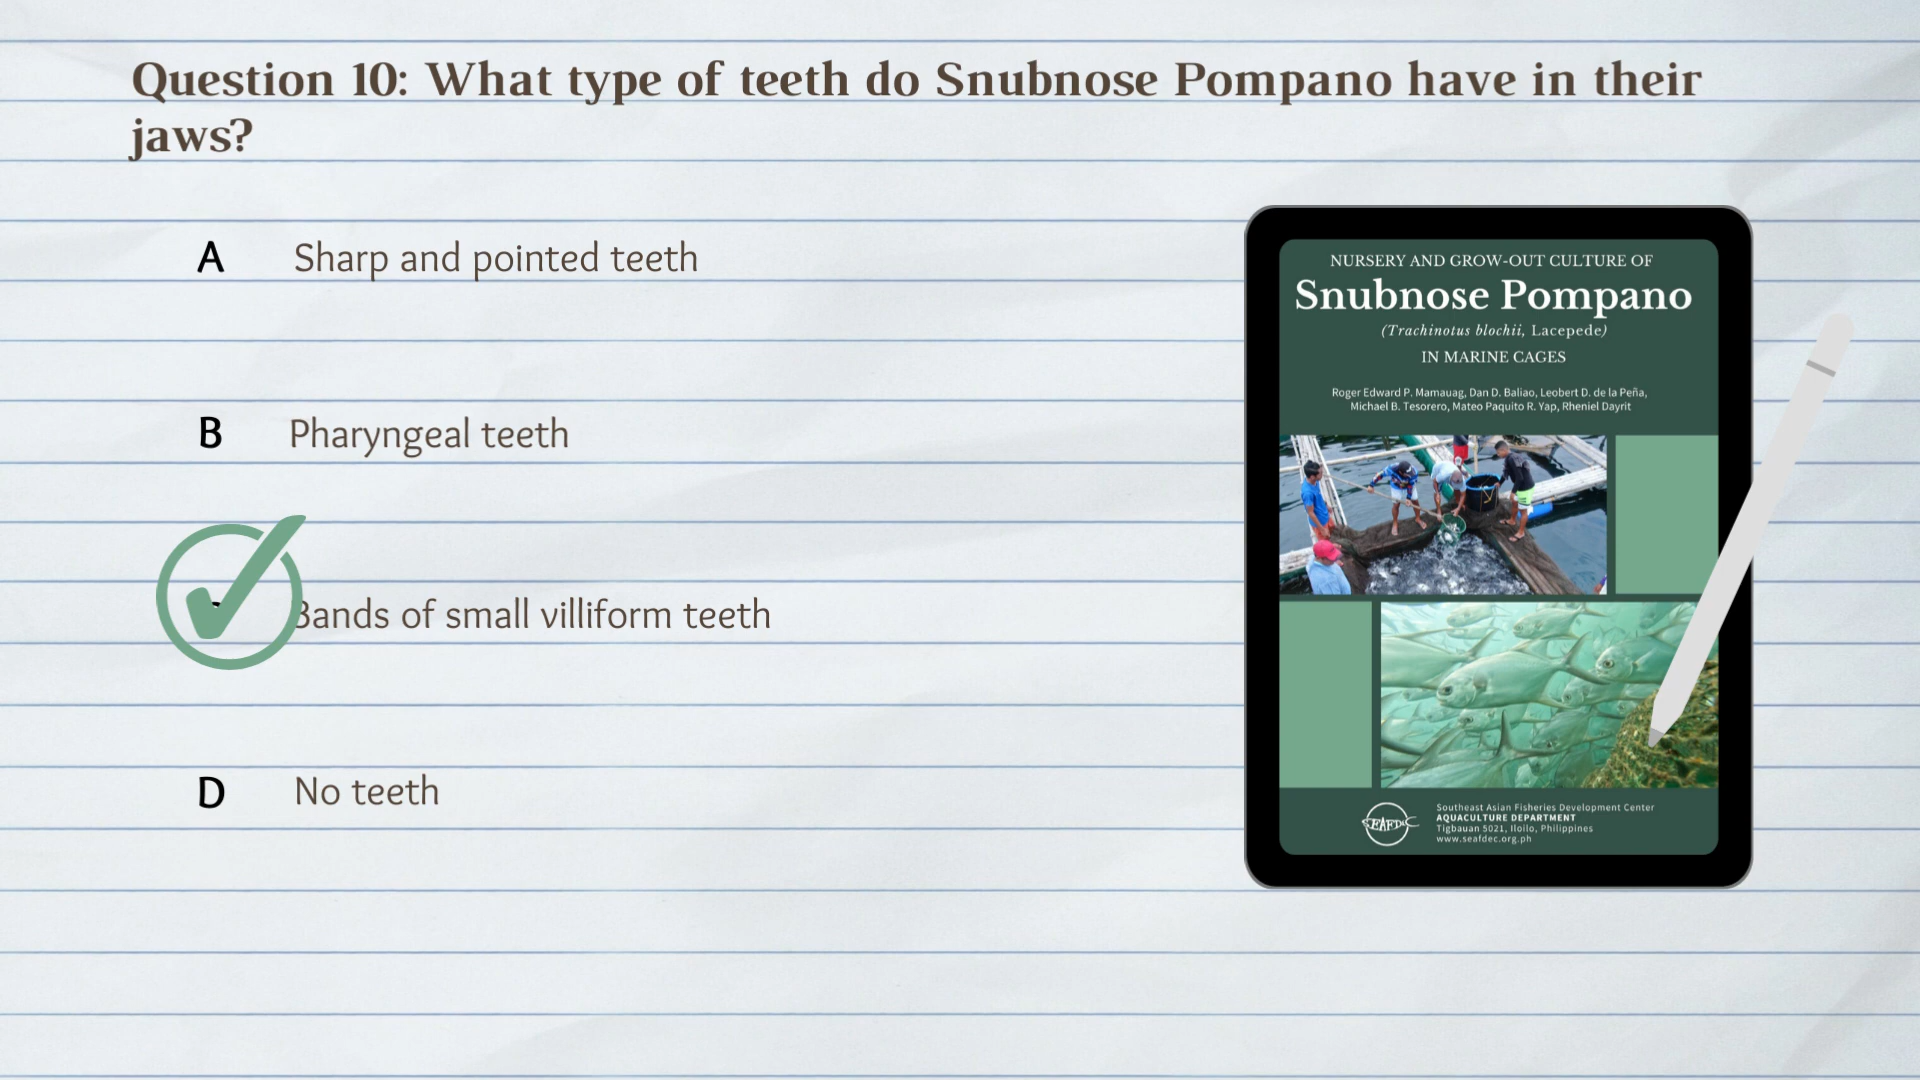 Question 10: What type of teeth do Snubnose Pompano have in their
jaws?
A Sharp and pointed teeth
B Pharyngeal teeth
Bands of small villiform teeth
D No teeth
NURSERY AND GROW-OUT CULTURE OF
Snubnose Pompano
(Trachinotus blochii, Lacepede)
IN MARINE CAGES
Roger Edward P. Mamauag, Dan D. Baliao, Leobert D. de la Peña,
Michael B. Tesorero, Mateo Paquito R. Yap, Rheniel Dayrit
SEAFDEC
Southeast Asian Fisheries Development Center
AQUACULTURE DEPARTMENT
Tigbauan 5021, Iloilo, Philippines
www.seafdec.org.ph